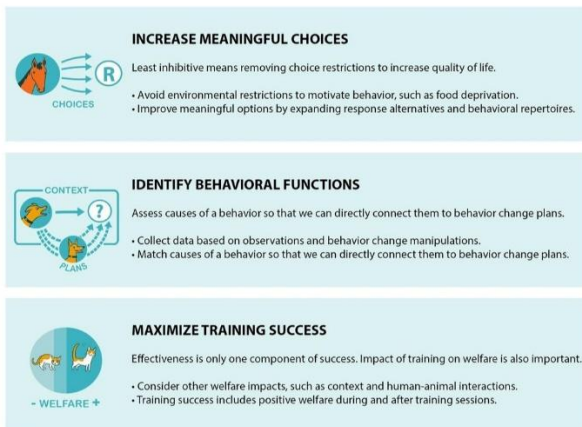 INCREASE MEANINGFUL CHOICES
Least inhibitive means removing choice restrictions to increase quality of life.
• Avoid environmental restrictions to motivate behavior, such as food deprivation.
• Improve meaningful options by expanding response alternatives and behavioral repertoires.
R
CHOICES
IDENTIFY BEHAVIORAL FUNCTIONS
Assess causes of a behavior so that we can directly connect them to behavior change plans.
• Collect data based on observations and behavior change manipulations.
• Match causes of a behavior so that we can directly connect them to behavior change plans.
CONTEXT
?
PLANS
MAXIMIZE TRAINING SUCCESS
Effectiveness is only one component of success. Impact of training on welfare is also important.
• Consider other welfare impacts, such as context and human-animal interactions.
• Training success includes positive welfare during and after training sessions.
- WELFARE +